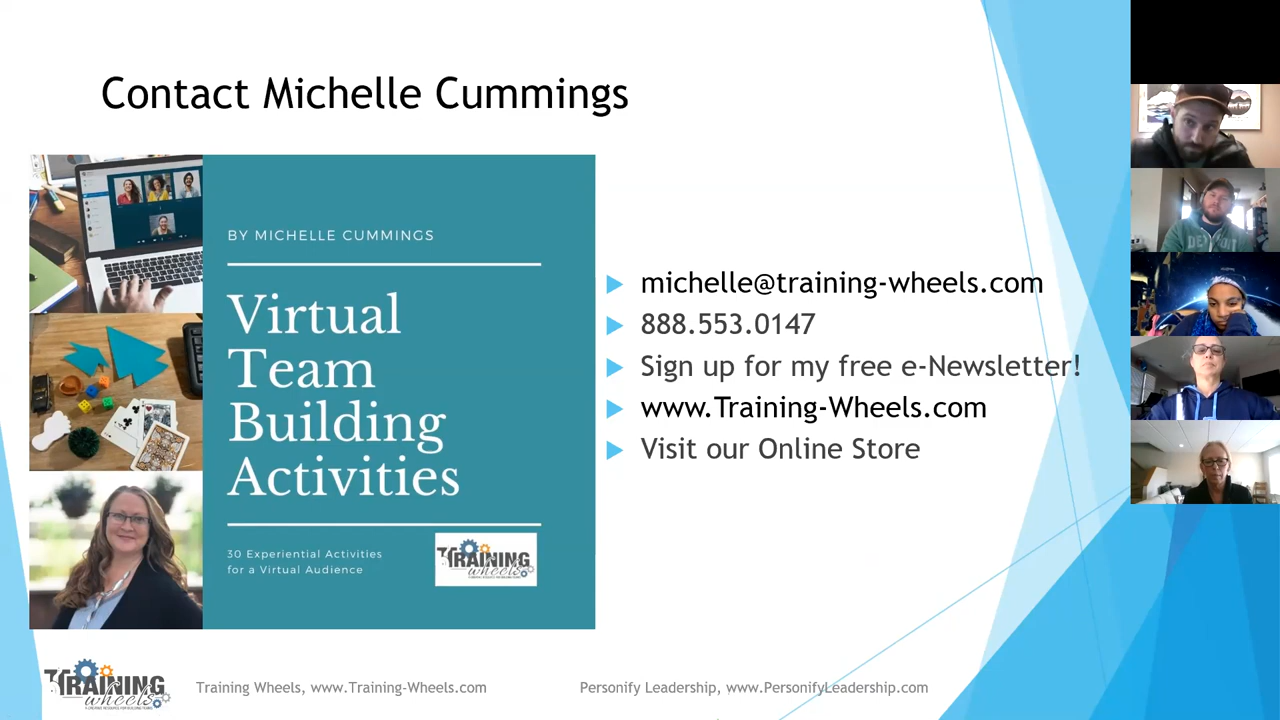 Contact Michelle Cummings
BY MICHELLE CUMMINGS
Virtual
Team
Building
Activities
30 Experiential Activities
for a Virtual Audience
TRAINING
wheels
michelle@training-wheels.com
888.553.0147
Sign up for my free e-Newsletter!
www.Training-Wheels.com
Visit our Online Store
DETROIT
TRAINING
wheels
Training Wheels, www.Training-Wheels.com
Personify Leadership, www.PersonifyLeadership.com